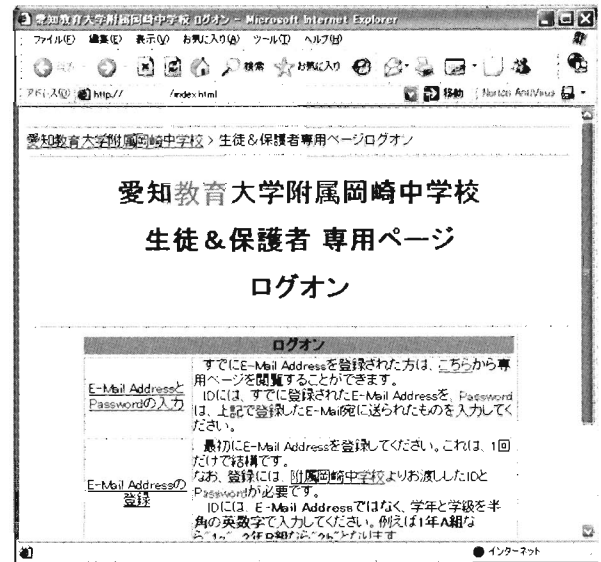 愛知教育大学附属岡崎中学校 ログオン - Microsoft Internet Explorer
ファイル(F) 編集(E) 表示(V) お気に入り(A) ツール(T) ヘルプ(H)
検索 お気に入り
アドレス(D) http:// /index.html 移動 Norton AntiVirus
愛知教育大学附属岡崎中学校 > 生徒&保護者専用ページログオン
愛知教育大学附属岡崎中学校
生徒&保護者 専用ページ
ログオン
ログオン
E-Mail Addressと
Passwordの入力
すでにE-Mail Addressを登録された方は、こちらから専
用ページを閲覧することができます。
IDには、すでに登録されたE-Mail Addressを、Password
は、上記で登録したE-Mail宛に送られたものを入力してく
ださい。
E-Mail Addressの
登録
最初にE-Mail Addressを登録してください。これは、1回
だけで結構です。
なお、登録には、附属岡崎中学校よりお渡ししたIDと
Passwordが必要です。
IDには、E-Mail Addressではなく、学年と学級を半
角の英数字で入力してください。例えば1年A組な
ら"1a"、2年B組なら"2b"となります
インターネット